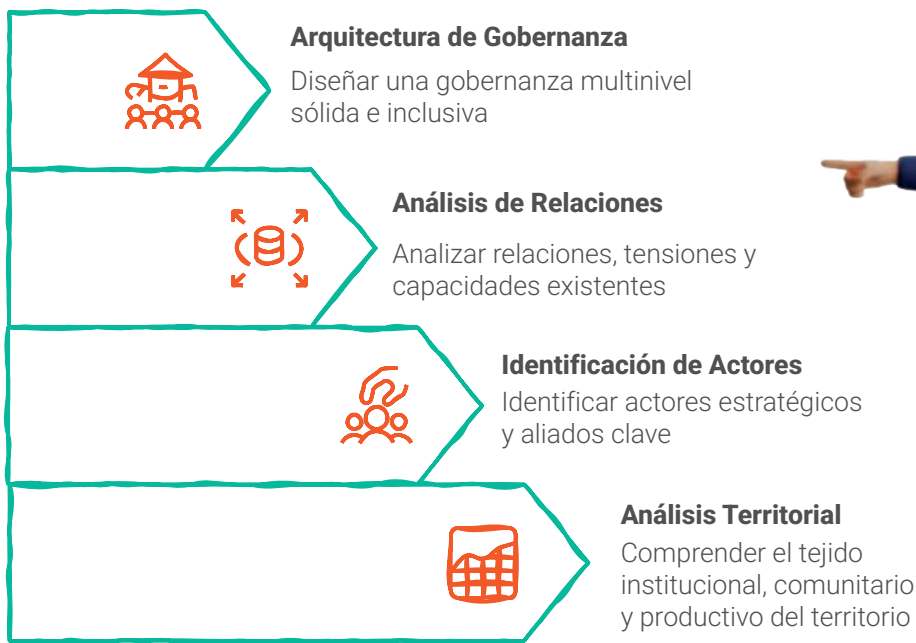 Arquitectura de Gobernanza
Diseñar una gobernanza multinivel
sólida e inclusiva
Análisis de Relaciones
Analizar relaciones, tensiones y
capacidades existentes
Identificación de Actores
Identificar actores estratégicos
y aliados clave
Análisis Territorial
Comprender el tejido
institucional, comunitario
y productivo del territorio